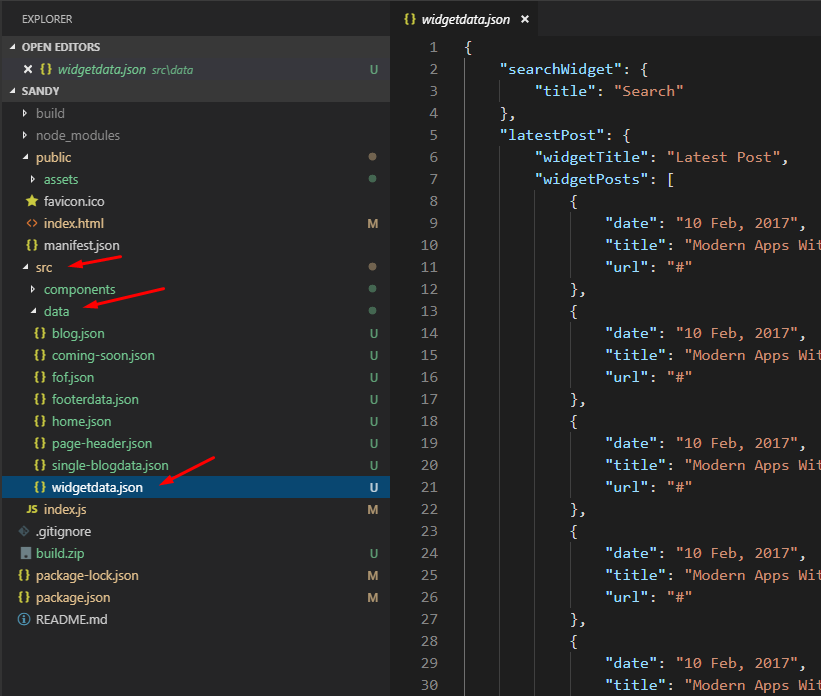 EXPLORER
OPEN EDITORS
widgetdata.json src\data U
SANDY
build
node_modules
public
assets
favicon.ico
index.html M
manifest.json
src
components
data
blog.json U
coming-soon.json U
fof.json U
footerdata.json U
home.json U
page-header.json U
single-blogdata.json U
widgetdata.json U
JS index.js M
.gitignore
build.zip U
package-lock.json M
package.json M
README.md
{} widgetdata.json ×
1 {
2 "searchWidget": {
3 "title": "Search"
4 },
5 "latestPost": {
6 "widgetTitle": "Latest Post",
7 "widgetPosts": [
8 {
9 "date": "10 Feb, 2017",
10 "title": "Modern Apps Wit
11 "url": "#"
12 },
13 {
14 "date": "10 Feb, 2017",
15 "title": "Modern Apps Wit
16 "url": "#"
17 },
18 {
19 "date": "10 Feb, 2017",
20 "title": "Modern Apps Wit
21 "url": "#"
22 },
23 {
24 "date": "10 Feb, 2017",
25 "title": "Modern Apps Wit
26 "url": "#"
27 },
28 {
29 "date": "10 Feb, 2017",
30 "title": "Modern Apps Wit